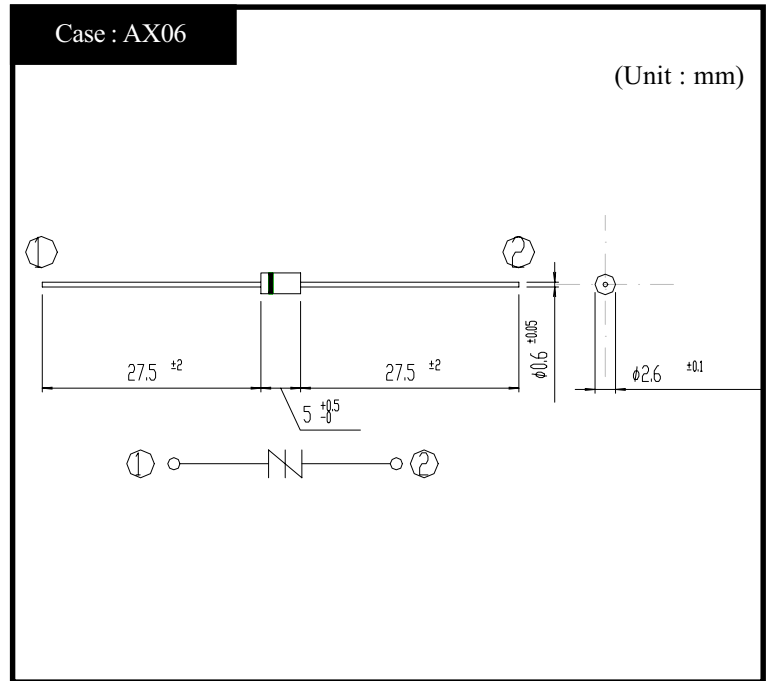 Case : AX06
(Unit : mm)
1 2
27.5 ±2 27.5 ±2 ϕ0.6 ±0.05 ϕ2.6 ±0.1
5 +0.5 -0
1 2